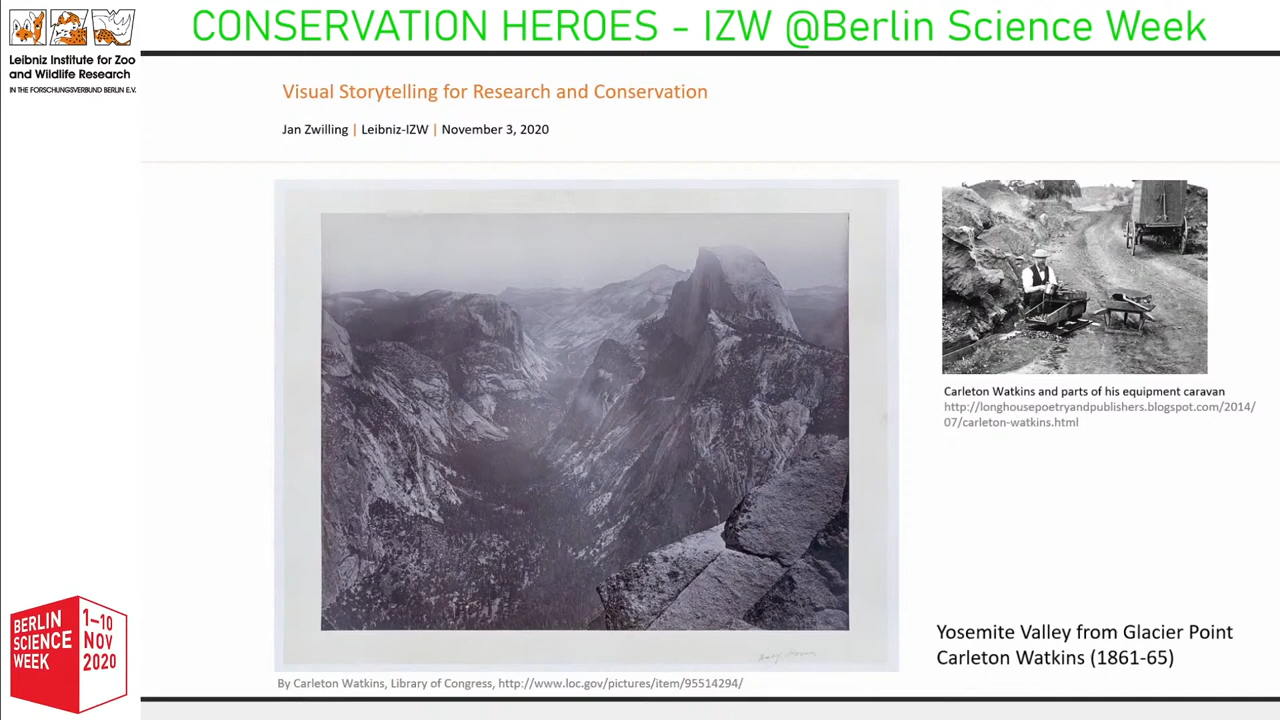 CONSERVATION HEROES - IZW @Berlin Science Week
Leibniz Institute for Zoo
and Wildlife Research
IN THE FORSCHUNGSVERBUND BERLIN E.V.
Visual Storytelling for Research and Conservation
Jan Zwilling | Leibniz-IZW | November 3, 2020
Carleton Watkins and parts of his equipment caravan
http://longhousepoetryandpublishers.blogspot.com/2014/
07/carleton-watkins.html
BERLIN
SCIENCE
WEEK
1–10
NOV
2020
Yosemite Valley from Glacier Point
Carleton Watkins (1861-65)
By Carleton Watkins, Library of Congress, http://www.loc.gov/pictures/item/95514294/